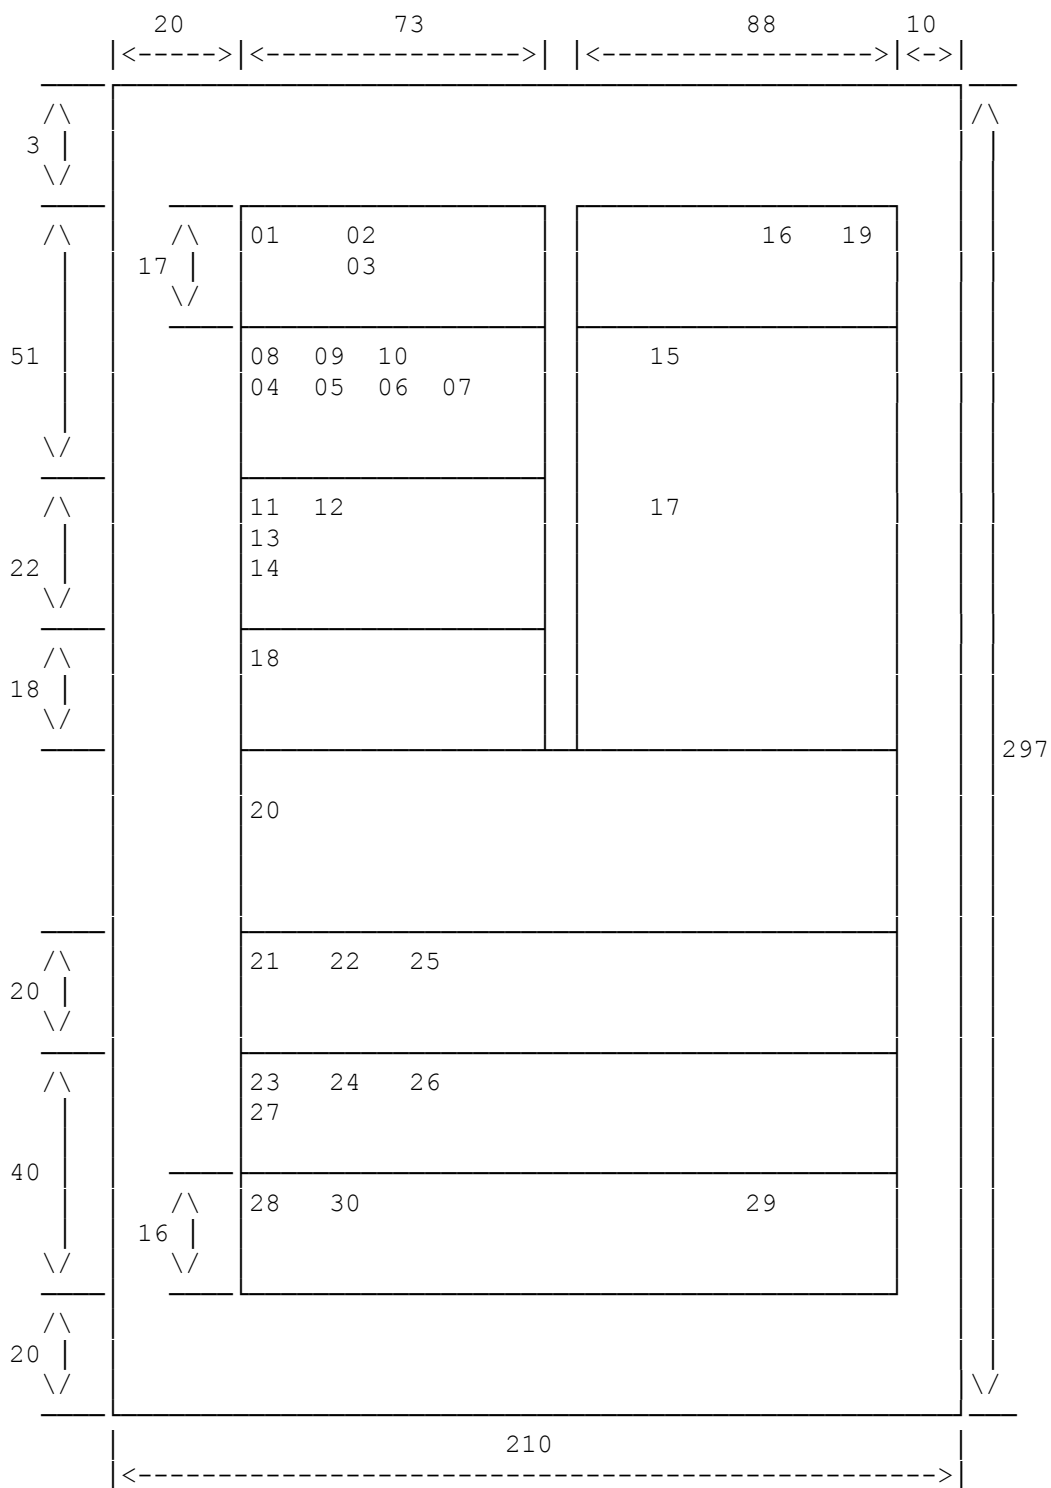 20 73 88 10
|<----->|<----------------->| |<------------------->|<->|
/\ /\
3 |
\/
/\ /\ 01 02 16 19
17 | 03
\/
51 08 09 10 15
04 05 06 07
\/
/\ 11 12 17
13
22 14
\/
/\ 18
18 |
\/
297
20
/\ 21 22 25
20 |
\/
/\ 23 24 26
27
40
/\ 28 30 29
16 |
\/ \/
/\
20 |
\/ \/
210
|<--------------------------------------------------->|